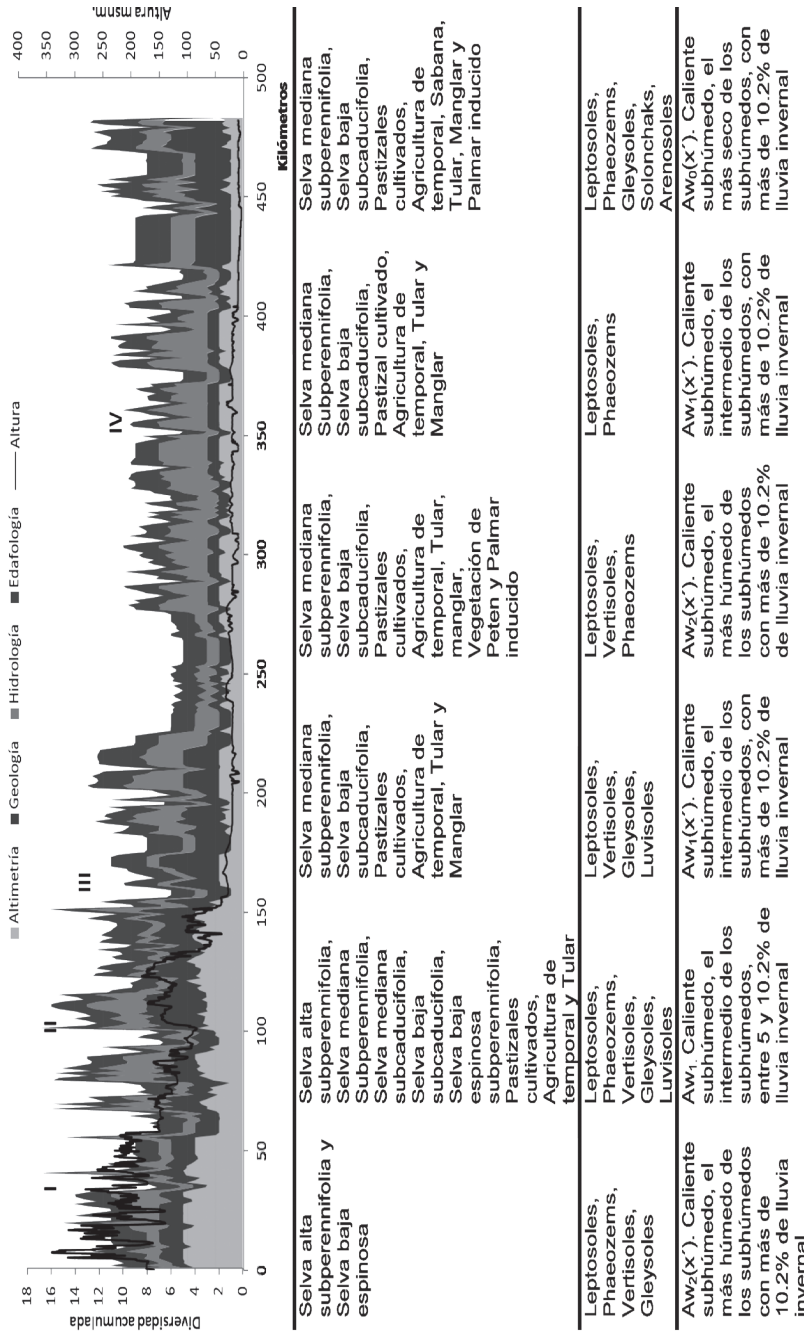 Altimetría
Geología
Hidrología
Edafología
Altura
Diversidad acumulada
18
16
14
12
10
8
6
4
2
0
Altura msnm.
400
350
300
250
200
150
100
50
0
I
II
III
IV
0
50
100
150
200
250
300
350
400
450
500
Kilómetros
Selva alta
subperennifolia y
Selva baja
espinosa
Selva alta
subperennifolia,
Selva mediana
Subperennifolia,
Selva mediana
subcaducifolia,
Selva baja
subcaducifolia,
Selva baja
espinosa
subperennifolia,
Pastizales
cultivados,
Agricultura de
temporal y Tular
Selva mediana
subperennifolia,
Selva baja
subcaducifolia,
Pastizales
cultivados,
Agricultura de
temporal, Tular y
Manglar
Selva mediana
subperennifolia,
Selva baja
subcaducifolia,
Pastizales
cultivados,
Agricultura de
temporal, Tular,
manglar,
Vegetación de
Peten y Palmar
inducido
Selva mediana
Subperennifolia,
Selva baja
subcaducifolia,
Pastizal cultivado,
Agricultura de
temporal, Tular y
Manglar
Selva mediana
subperennifolia,
Selva baja
subcaducifolia,
Pastizales
cultivados,
Agricultura de
temporal, Sabana,
Tular, Manglar y
Palmar inducido
Leptosoles,
Phaeozems,
Vertisoles,
Gleysoles
Leptosoles,
Phaeozems,
Vertisoles,
Gleysoles,
Luvisoles
Leptosoles,
Vertisoles,
Gleysoles,
Luvisoles
Leptosoles,
Vertisoles,
Phaeozems
Leptosoles,
Phaeozems
Leptosoles,
Phaeozems,
Gleysoles,
Solonchaks,
Arenosoles
Aw₂(x´). Caliente
subhúmedo, el
más húmedo de
los subhúmedos
con más de
10.2% de lluvia
invernal
Aw₁. Caliente
subhúmedo, el
intermedio de los
subhúmedos,
entre 5 y 10.2% de
lluvia invernal
Aw₁(x´). Caliente
subhúmedo, el
intermedio de los
subhúmedos, con
más de 10.2% de
lluvia invernal
Aw₂(x´). Caliente
subhúmedo, el
más húmedo de
los subhúmedos
con más de 10.2%
de lluvia invernal
Aw₁(x´). Caliente
subhúmedo, el
intermedio de los
subhúmedos, con
más de 10.2% de
lluvia invernal
Aw₀(x´). Caliente
subhúmedo, el
más seco de los
subhúmedos, con
más de 10.2% de
lluvia invernal